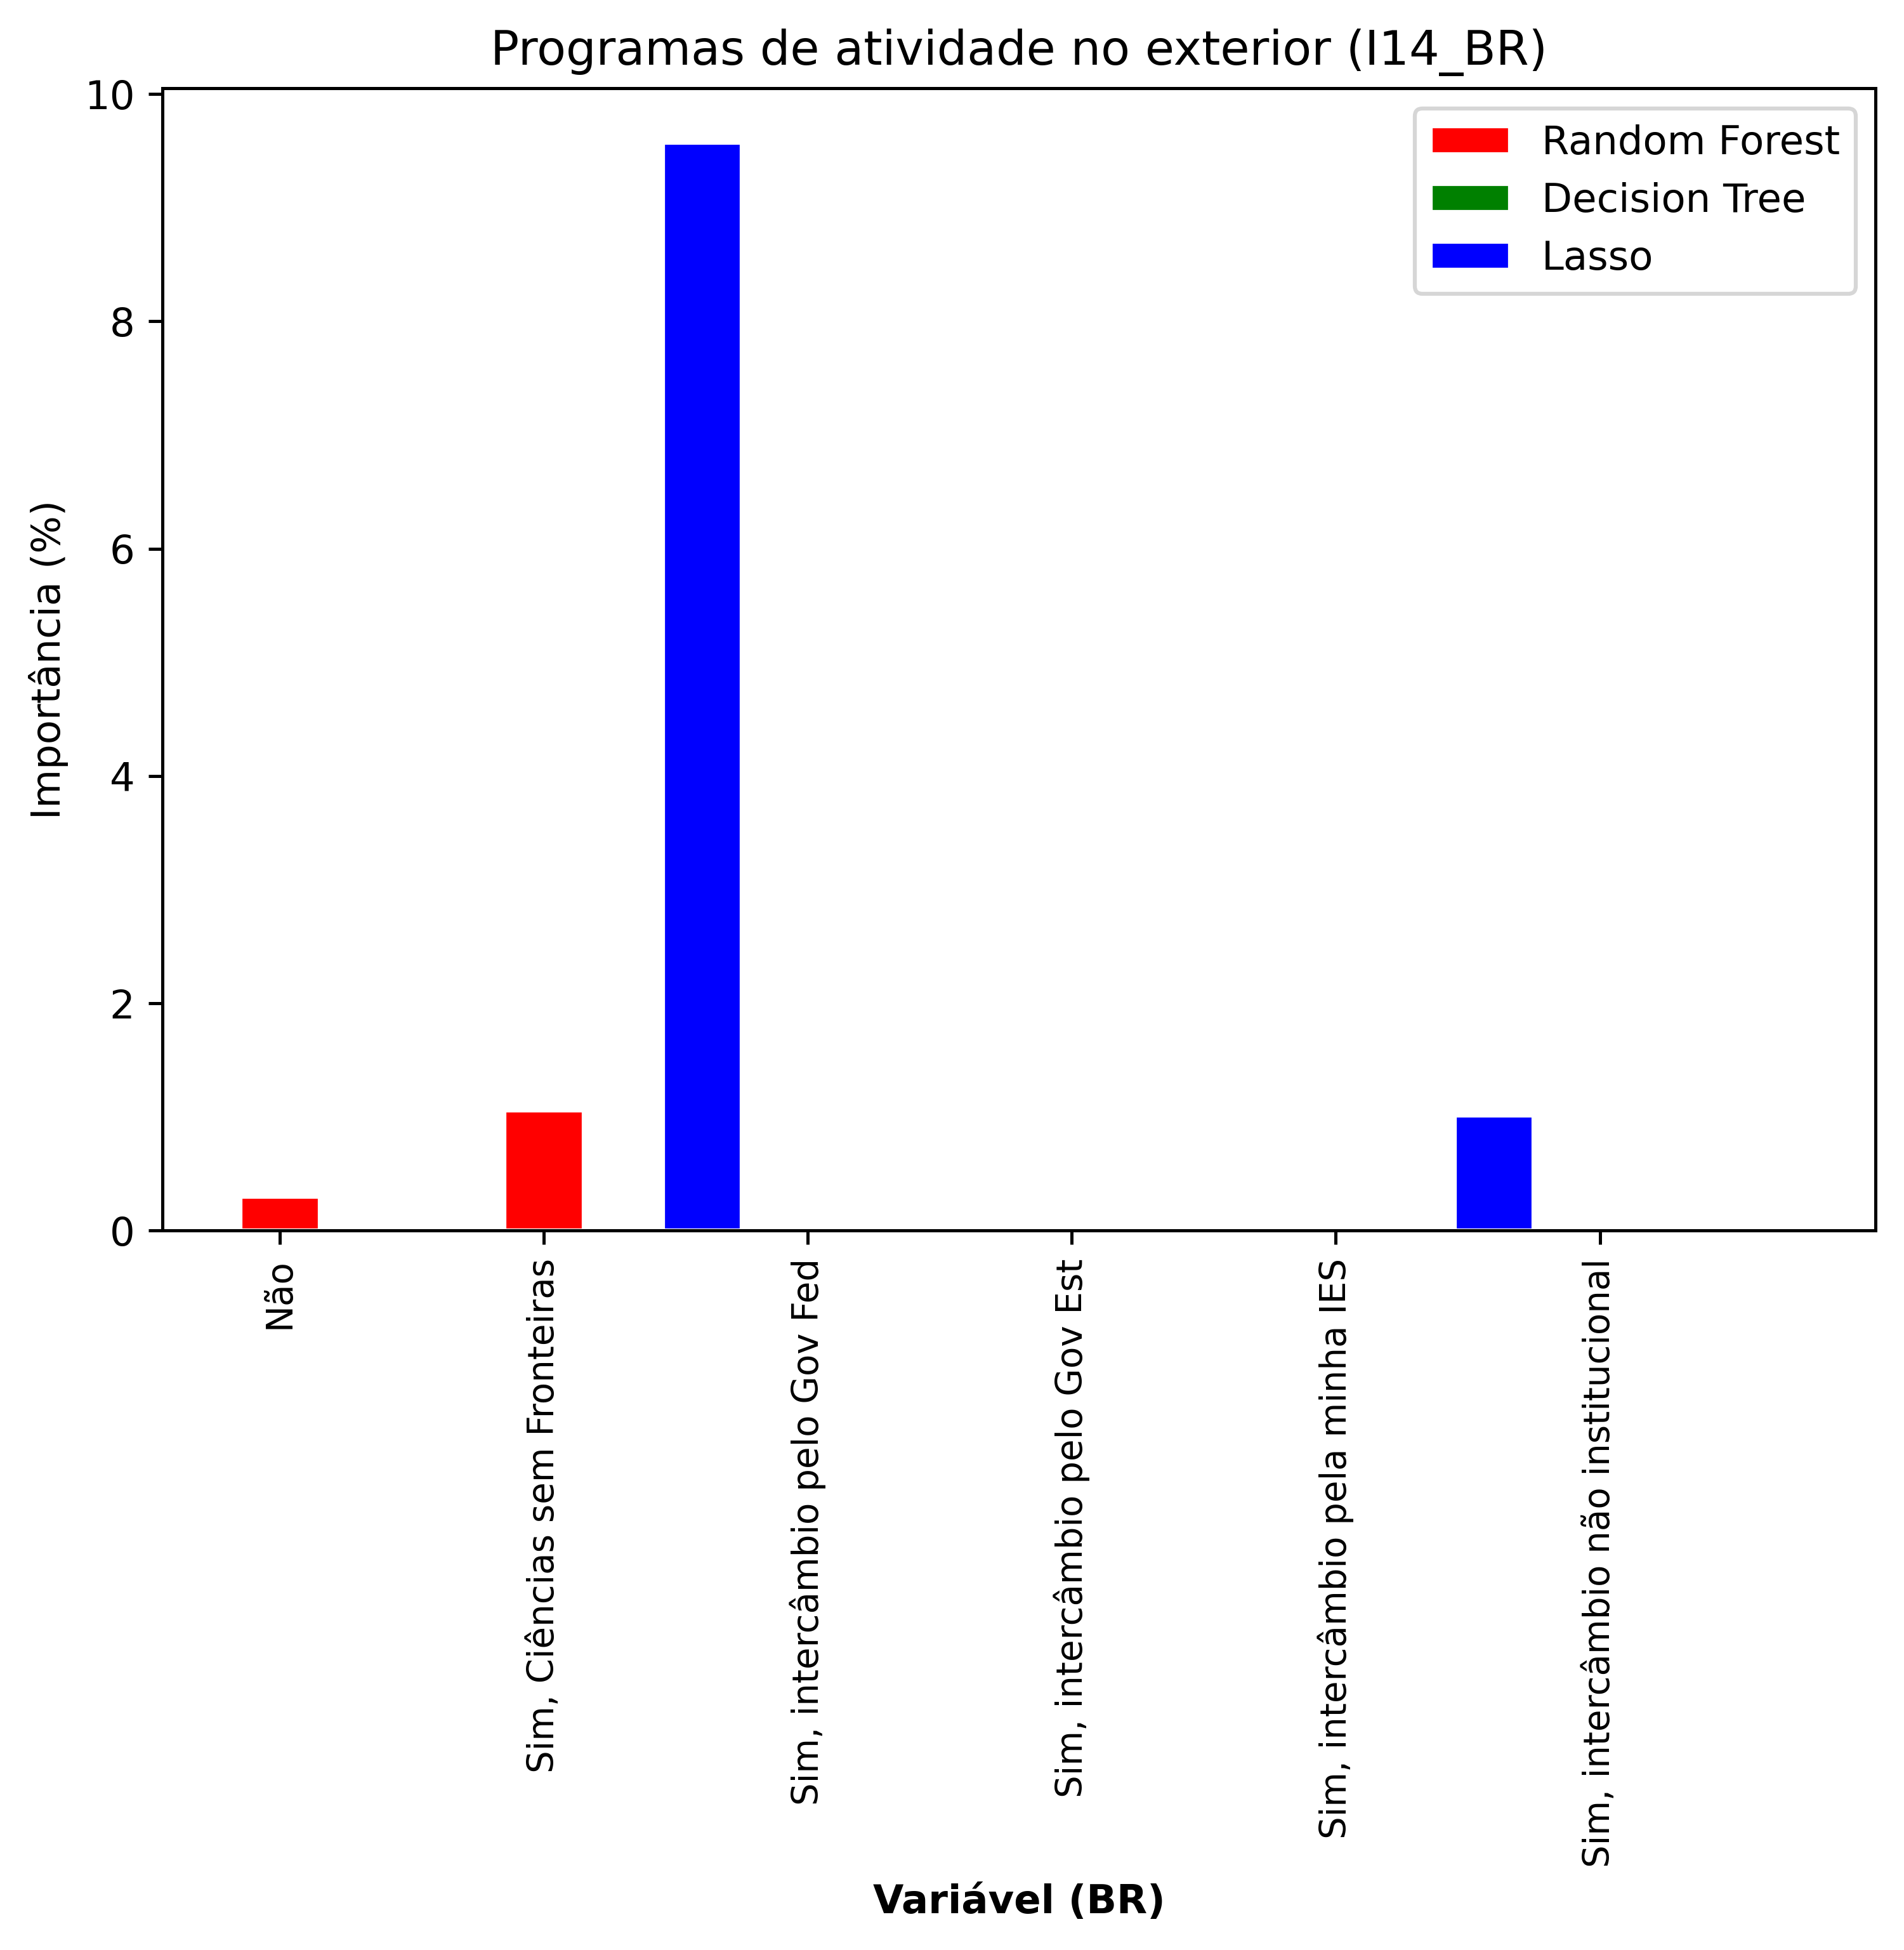 Programas de atividade no exterior (I14_BR)
10
8
6
4
2
0
Importância (%)
Random Forest
Decision Tree
Lasso
Não
Sim, Ciências sem Fronteiras
Sim, intercâmbio pelo Gov Fed
Sim, intercâmbio pelo Gov Est
Sim, intercâmbio pela minha IES
Sim, intercâmbio não institucional
Variável (BR)